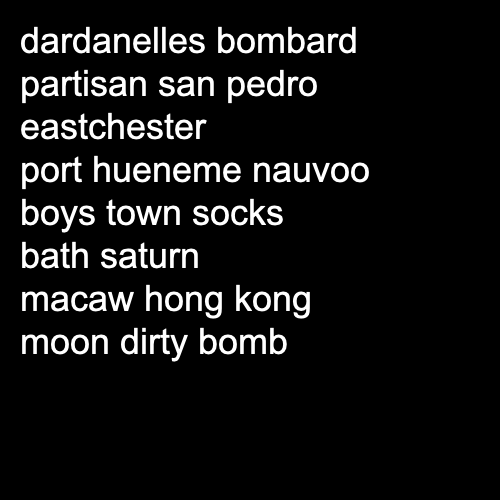 dardanelles bombard
partisan san pedro
eastchester
port hueneme nauvoo
boys town socks
bath saturn
macaw hong kong
moon dirty bomb